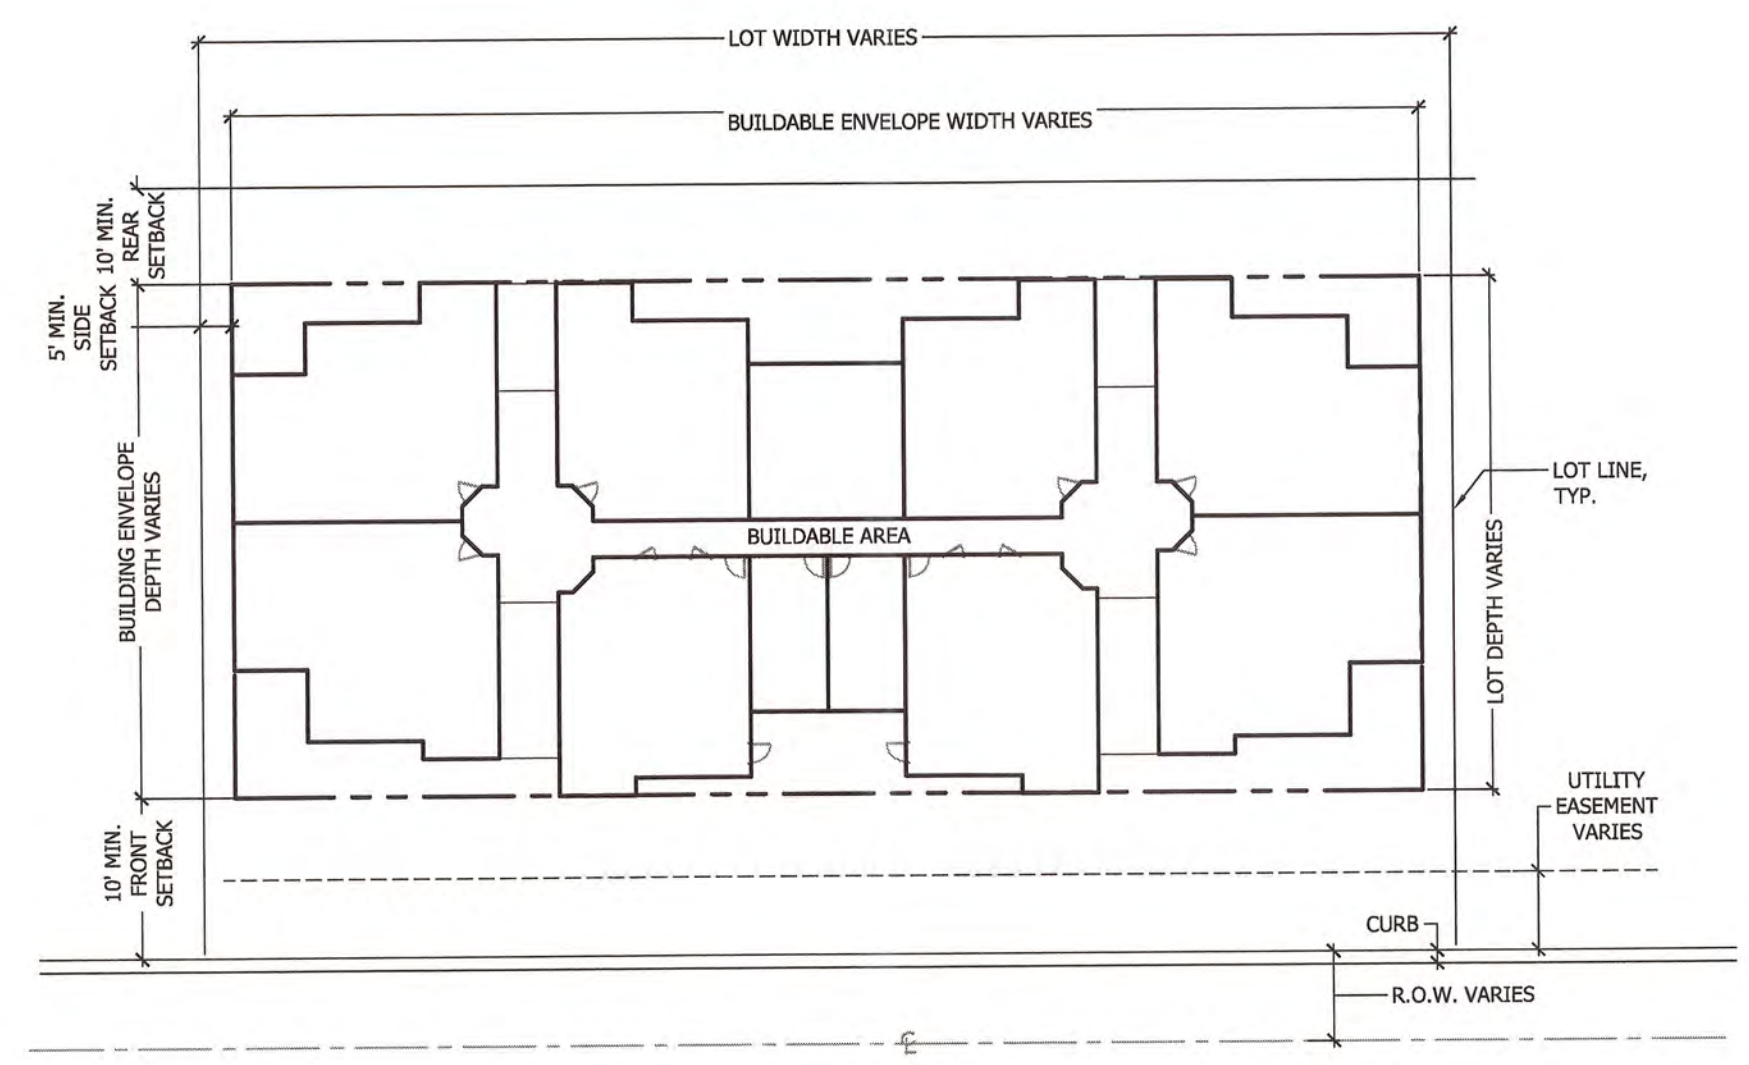 LOT WIDTH VARIES
BUILDABLE ENVELOPE WIDTH VARIES
10' MIN.
REAR
SETBACK
5' MIN.
SIDE
SETBACK
BUILDING ENVELOPE
DEPTH VARIES
BUILDABLE AREA
LOT LINE,
TYP.
LOT DEPTH VARIES
UTILITY
EASEMENT
VARIES
10' MIN.
FRONT
SETBACK
CURB
R.O.W. VARIES
CL